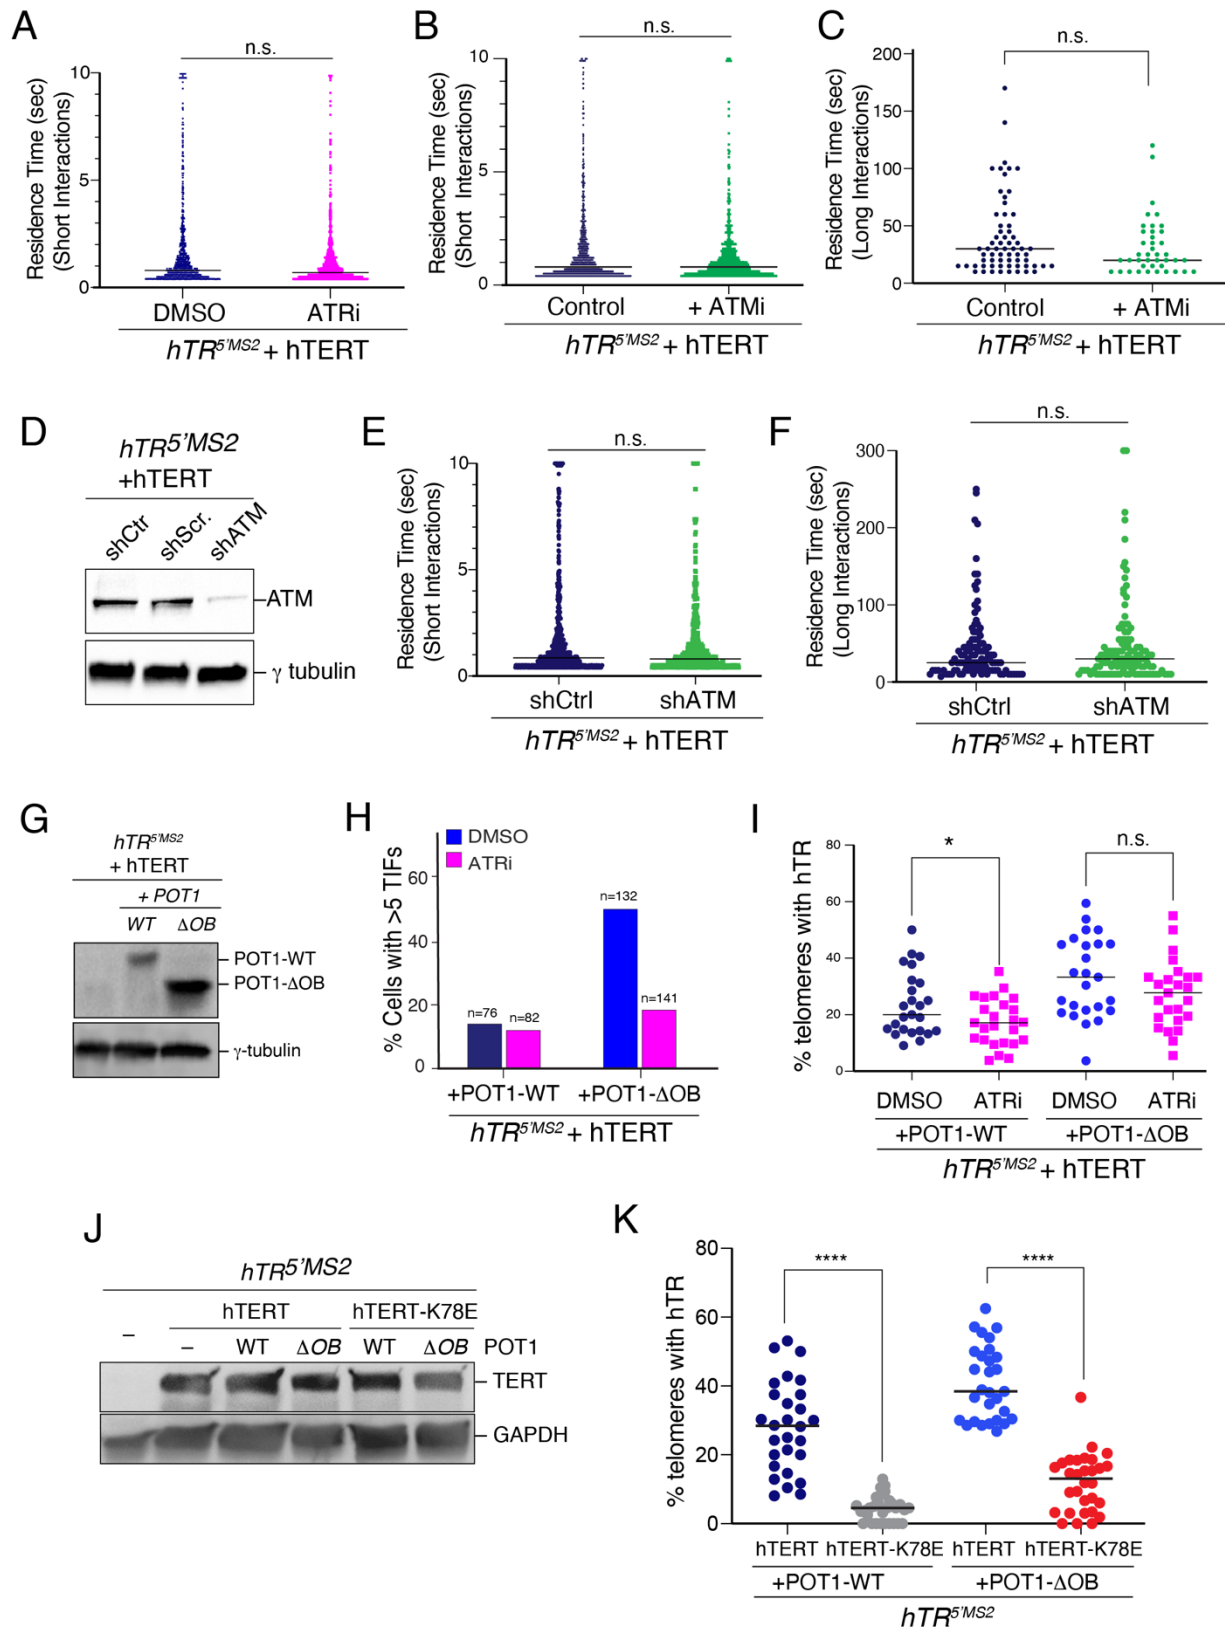 A
n.s.
Residence Time (sec)
(Short Interactions)
10
5
0
DMSO
ATRi
hTR5'MS2 + hTERT
B
n.s.
Residence Time (sec)
(Short Interactions)
10
5
0
Control
+ ATMi
hTR5'MS2 + hTERT
C
n.s.
Residence Time (sec)
(Long Interactions)
200
150
100
50
0
Control
+ ATMi
hTR5'MS2 + hTERT
D
hTR5'MS2
+hTERT
shCtr
shScr.
shATM
ATM
γ tubulin
E
n.s.
Residence Time (sec)
(Short Interactions)
10
5
0
shCtrl
shATM
hTR5'MS2 + hTERT
F
n.s.
Residence Time (sec)
(Long Interactions)
300
200
100
0
shCtrl
shATM
hTR5'MS2 + hTERT
G
hTR5'MS2
+ hTERT
+ POT1
WT ΔOB
POT1-WT
POT1-ΔOB
γ-tubulin
H
DMSO
ATRi
% Cells with >5 TIFs
60
40
20
0
n=76
n=82
n=132
n=141
+POT1-WT
+POT1-ΔOB
hTR5'MS2 + hTERT
I
*
n.s.
% telomeres with hTR
80
60
40
20
0
DMSO ATRi DMSO ATRi
+POT1-WT +POT1-ΔOB
hTR5'MS2 + hTERT
J
hTR5'MS2
hTERT hTERT-K78E
– – WT ΔOB WT ΔOB POT1
TERT
GAPDH
K
****
****
% telomeres with hTR
80
60
40
20
0
hTERT hTERT-K78E hTERT hTERT-K78E
+POT1-WT +POT1-ΔOB
hTR5'MS2